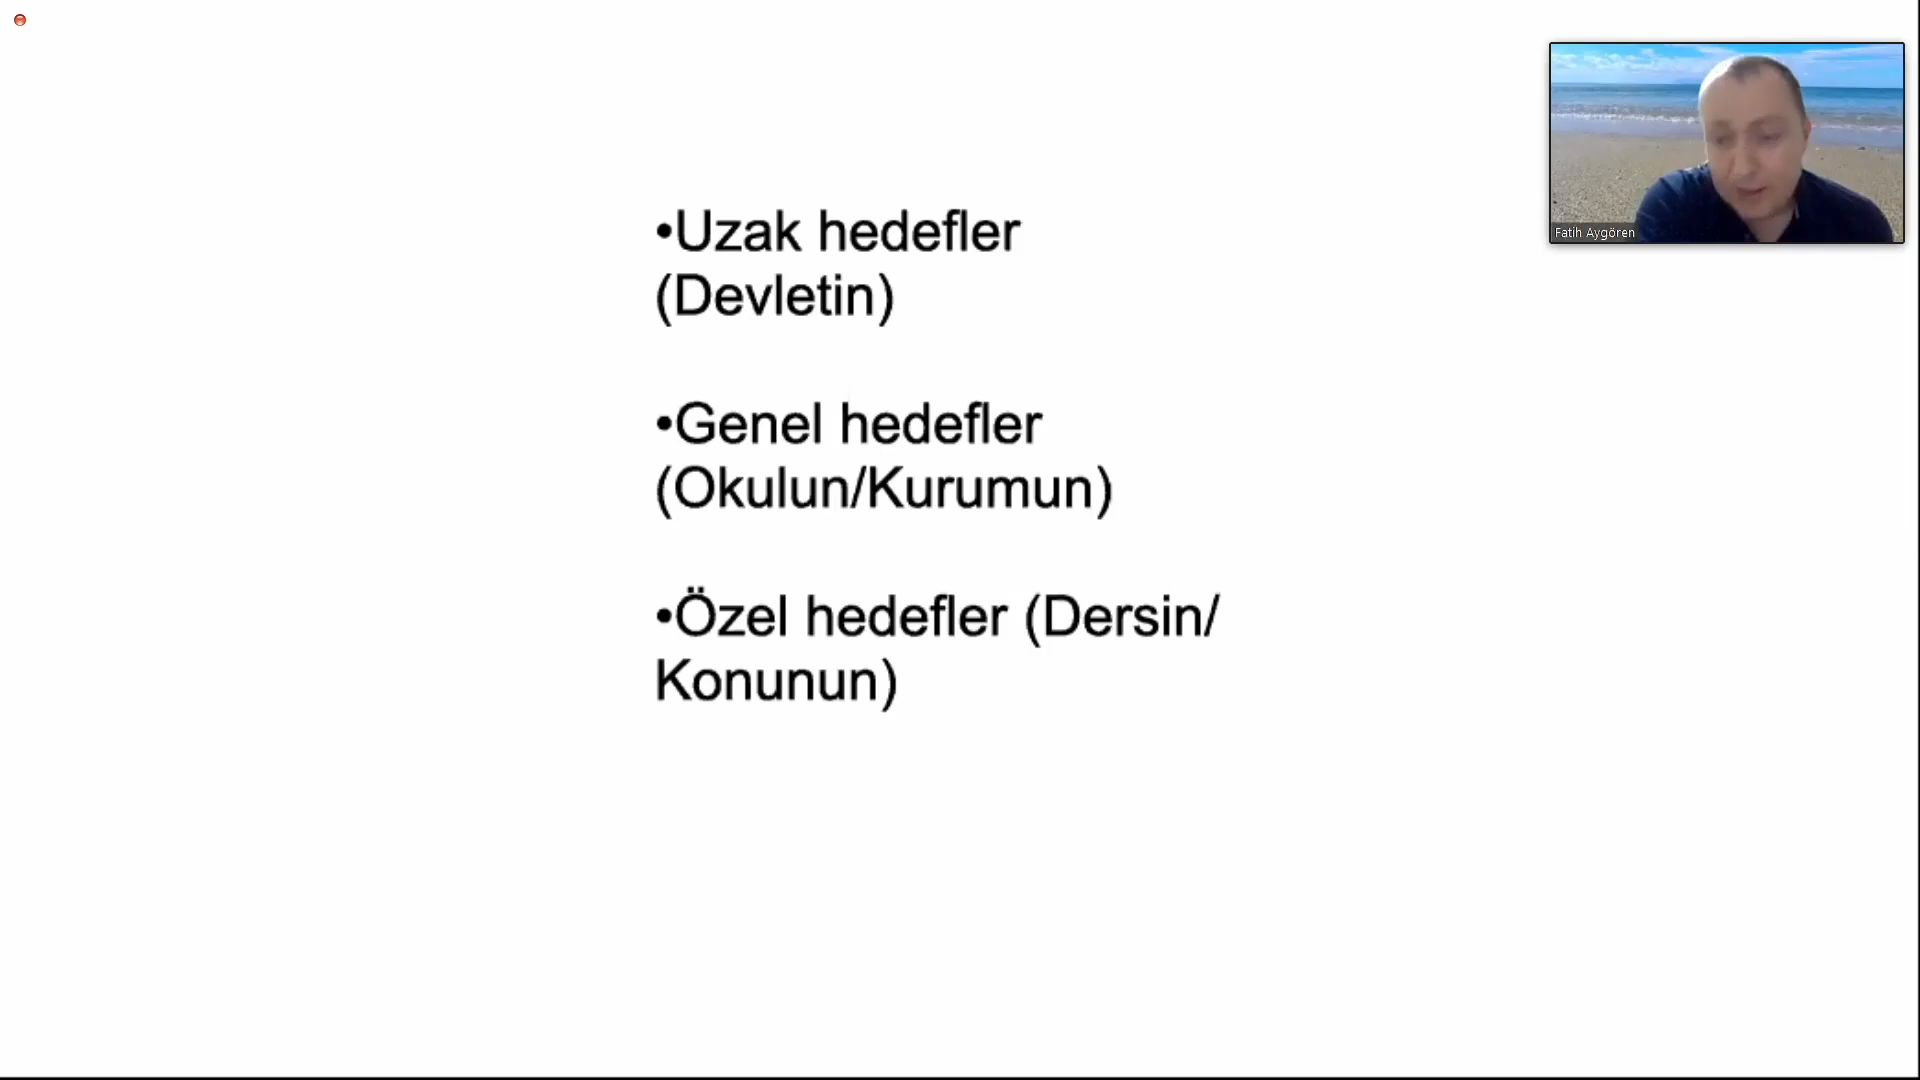 •Uzak hedefler
(Devletin)
•Genel hedefler
(Okulun/Kurumun)
•Özel hedefler (Dersin/
Konunun)
Fatih Aygören